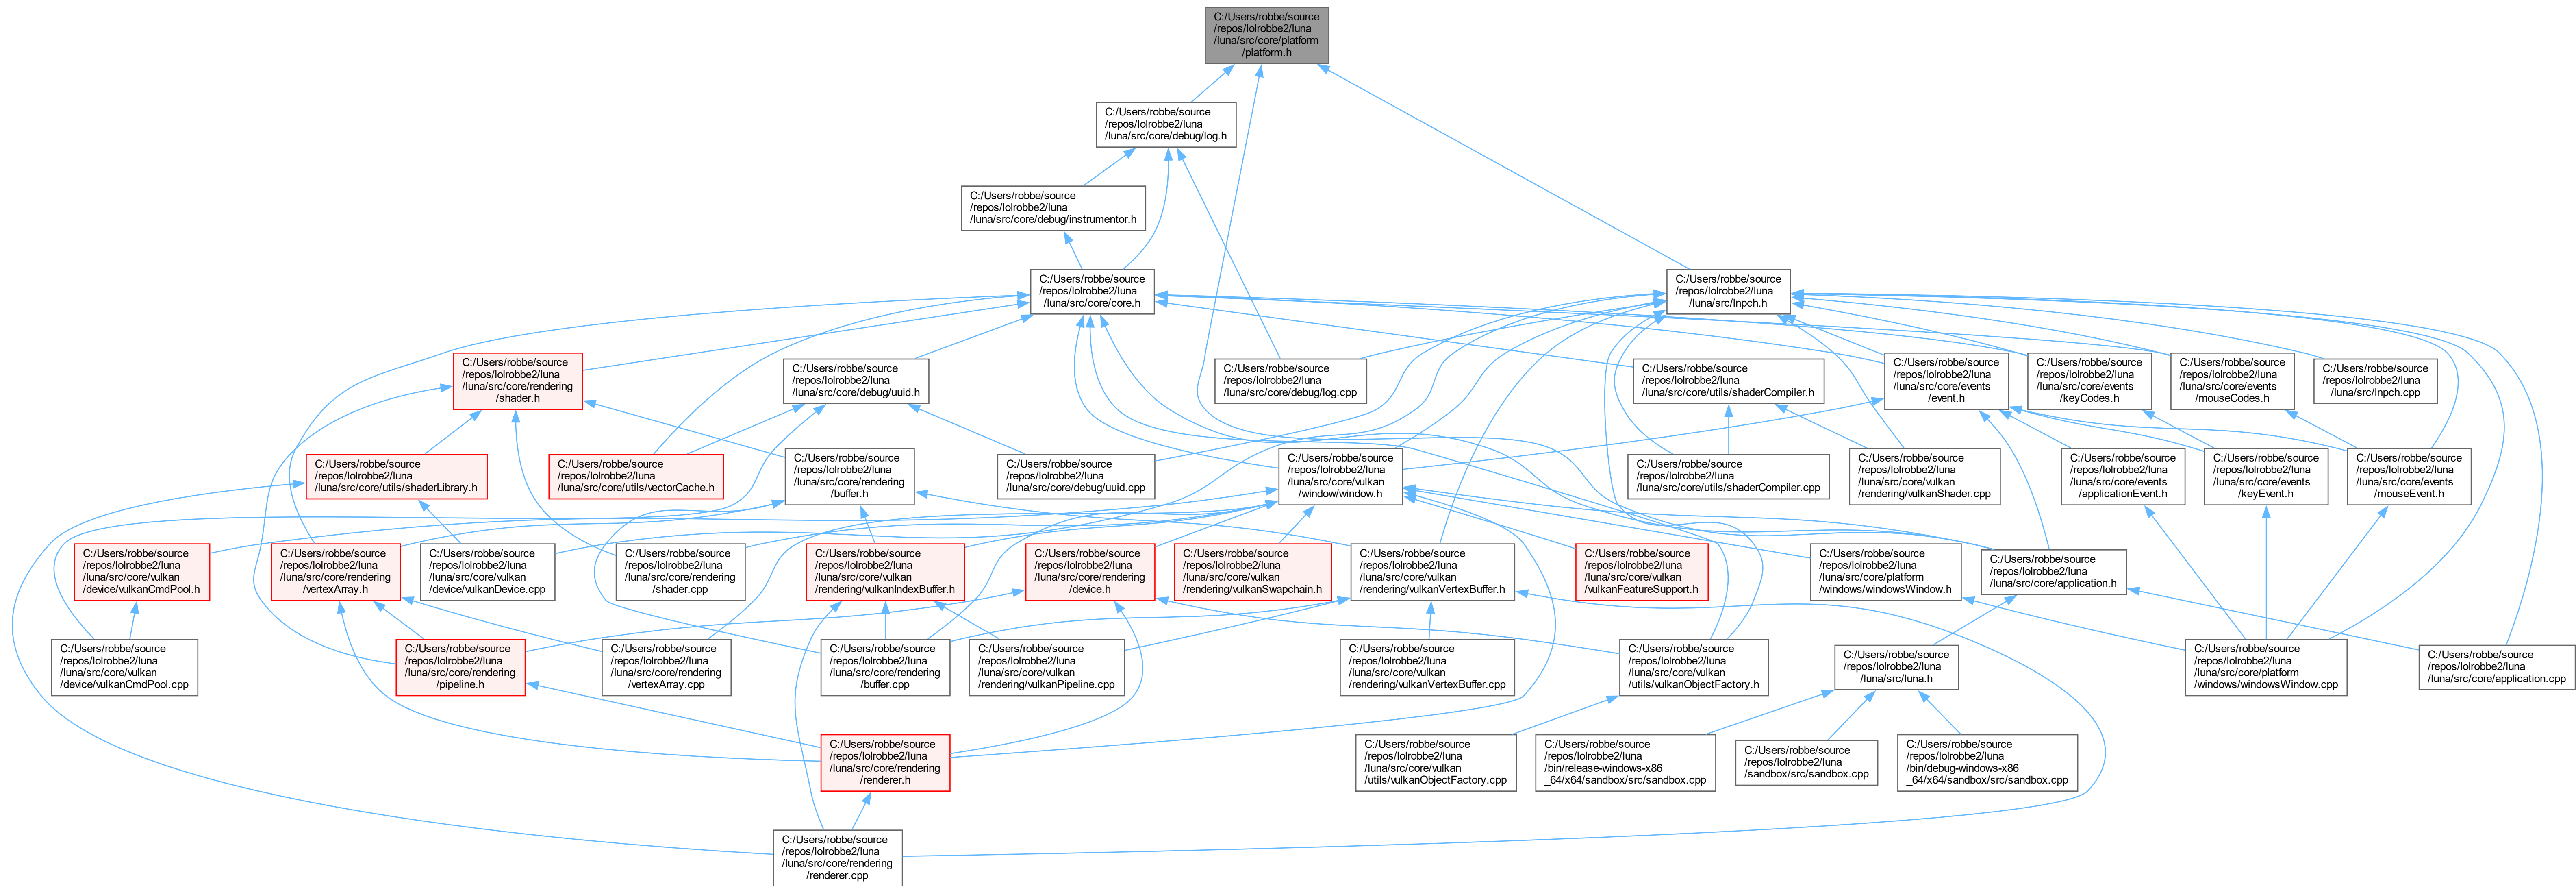 C:/Users/robbe/source
/repos/lolrobbe2/luna
/luna/src/core/platform
/platform.h
C:/Users/robbe/source
/repos/lolrobbe2/luna
/luna/src/core/debug/log.h
C:/Users/robbe/source
/repos/lolrobbe2/luna
/luna/src/core/debug/instrumentor.h
C:/Users/robbe/source
/repos/lolrobbe2/luna
/luna/src/core/core.h
C:/Users/robbe/source
/repos/lolrobbe2/luna
/luna/src/lnpch.h
C:/Users/robbe/source
/repos/lolrobbe2/luna
/luna/src/core/rendering
/shader.h
C:/Users/robbe/source
/repos/lolrobbe2/luna
/luna/src/core/debug/uuid.h
C:/Users/robbe/source
/repos/lolrobbe2/luna
/luna/src/core/debug/log.cpp
C:/Users/robbe/source
/repos/lolrobbe2/luna
/luna/src/core/utils/shaderCompiler.h
C:/Users/robbe/source
/repos/lolrobbe2/luna
/luna/src/core/events
/event.h
C:/Users/robbe/source
/repos/lolrobbe2/luna
/luna/src/core/events
/keyCodes.h
C:/Users/robbe/source
/repos/lolrobbe2/luna
/luna/src/core/events
/mouseCodes.h
C:/Users/robbe/source
/repos/lolrobbe2/luna
/luna/src/lnpch.cpp
C:/Users/robbe/source
/repos/lolrobbe2/luna
/luna/src/core/utils/shaderLibrary.h
C:/Users/robbe/source
/repos/lolrobbe2/luna
/luna/src/core/utils/vectorCache.h
C:/Users/robbe/source
/repos/lolrobbe2/luna
/luna/src/core/rendering
/buffer.h
C:/Users/robbe/source
/repos/lolrobbe2/luna
/luna/src/core/debug/uuid.cpp
C:/Users/robbe/source
/repos/lolrobbe2/luna
/luna/src/core/vulkan
/window/window.h
C:/Users/robbe/source
/repos/lolrobbe2/luna
/luna/src/core/utils/shaderCompiler.cpp
C:/Users/robbe/source
/repos/lolrobbe2/luna
/luna/src/core/vulkan
rendering/vulkanShader.cpp
C:/Users/robbe/source
/repos/lolrobbe2/luna
/luna/src/core/events
/applicationEvent.h
C:/Users/robbe/source
/repos/lolrobbe2/luna
/luna/src/core/events
/keyEvent.h
C:/Users/robbe/source
/repos/lolrobbe2/luna
/luna/src/core/events
/mouseEvent.h
C:/Users/robbe/source
/repos/lolrobbe2/luna
/luna/src/core/vulkan
/device/vulkanCmdPool.h
C:/Users/robbe/source
/repos/lolrobbe2/luna
/luna/src/core/rendering
/vertexArray.h
C:/Users/robbe/source
/repos/lolrobbe2/luna
/luna/src/core/vulkan
/device/vulkanDevice.cpp
C:/Users/robbe/source
/repos/lolrobbe2/luna
/luna/src/core/rendering
/shader.cpp
C:/Users/robbe/source
/repos/lolrobbe2/luna
/luna/src/core/vulkan
/rendering/vulkanIndexBuffer.h
C:/Users/robbe/source
/repos/lolrobbe2/luna
/luna/src/core/rendering
/device.h
C:/Users/robbe/source
/repos/lolrobbe2/luna
/luna/src/core/vulkan
/rendering/vulkanSwapchain.h
C:/Users/robbe/source
/repos/lolrobbe2/luna
/luna/src/core/vulkan
/rendering/vulkanVertexBuffer.h
C:/Users/robbe/source
/repos/lolrobbe2/luna
/luna/src/core/vulkan
/vulkanFeatureSupport.h
C:/Users/robbe/source
/repos/lolrobbe2/luna
/luna/src/core/platform
/windows/windowsWindow.h
C:/Users/robbe/source
/repos/lolrobbe2/luna
/luna/src/core/application.h
C:/Users/robbe/source
/repos/lolrobbe2/luna
/luna/src/core/vulkan
/device/vulkanCmdPool.cpp
C:/Users/robbe/source
/repos/lolrobbe2/luna
/luna/src/core/rendering
/pipeline.h
C:/Users/robbe/source
/repos/lolrobbe2/luna
/luna/src/core/rendering
/vertexArray.cpp
C:/Users/robbe/source
/repos/lolrobbe2/luna
/luna/src/core/rendering
/buffer.cpp
C:/Users/robbe/source
/repos/lolrobbe2/luna
/luna/src/core/vulkan
/rendering/vulkanPipeline.cpp
C:/Users/robbe/source
/repos/lolrobbe2/luna
/luna/src/core/vulkan
/rendering/vulkanVertexBuffer.cpp
C:/Users/robbe/source
/repos/lolrobbe2/luna
/luna/src/core/vulkan
/utils/vulkanObjectFactory.h
C:/Users/robbe/source
/repos/lolrobbe2/luna
/luna/src/luna.h
C:/Users/robbe/source
/repos/lolrobbe2/luna
/luna/src/core/platform
/windows/windowsWindow.cpp
C:/Users/robbe/source
/repos/lolrobbe2/luna
/luna/src/core/application.cpp
C:/Users/robbe/source
/repos/lolrobbe2/luna
/luna/src/core/rendering
/renderer.h
C:/Users/robbe/source
/repos/lolrobbe2/luna
/luna/src/core/vulkan
/utils/vulkanObjectFactory.cpp
C:/Users/robbe/source
/repos/lolrobbe2/luna
/bin/release-windows-x86
_64/x64/sandbox/src/sandbox.cpp
C:/Users/robbe/source
/repos/lolrobbe2/luna
/sandbox/src/sandbox.cpp
C:/Users/robbe/source
/repos/lolrobbe2/luna
/bin/debug-windows-x86
_64/x64/sandbox/src/sandbox.cpp
C:/Users/robbe/source
/repos/lolrobbe2/luna
/luna/src/core/rendering
/renderer.cpp